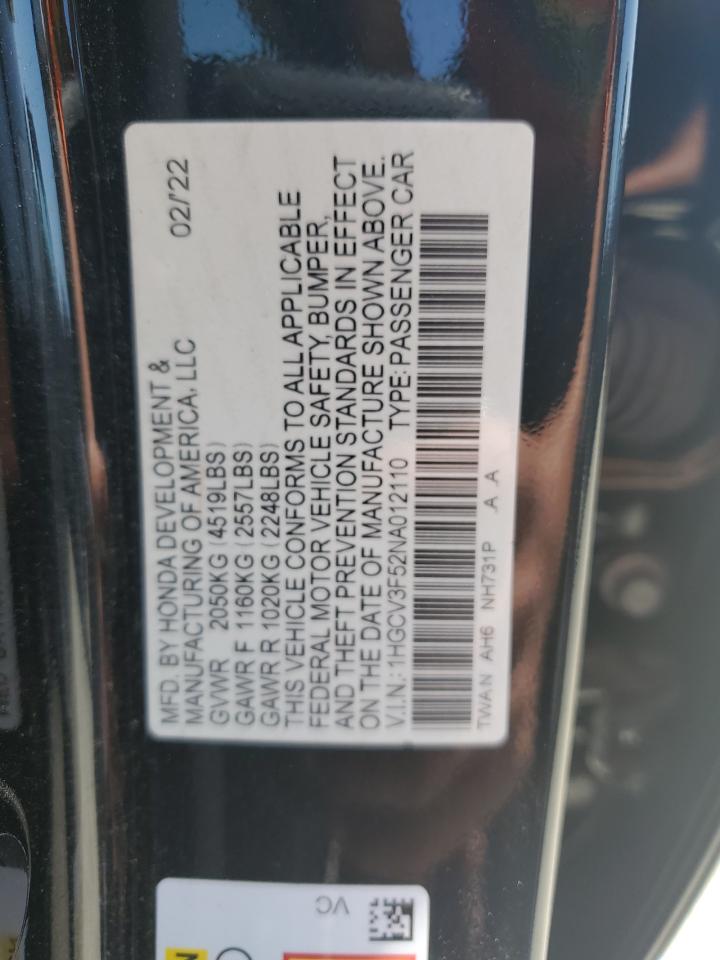 MFD. BY HONDA DEVELOPMENT &
MANUFACTURING OF AMERICA, LLC 02/'22
GVWR 2050KG (4519LBS)
GAWR F 1160KG (2557LBS)
GAWR R 1020KG (2248LBS)
THIS VEHICLE CONFORMS TO ALL APPLICABLE
FEDERAL MOTOR VEHICLE SAFETY, BUMPER,
AND THEFT PREVENTION STANDARDS IN EFFECT
ON THE DATE OF MANUFACTURE SHOWN ABOVE.
V.I.N.: 1HGCV3F52NA012110 TYPE: PASSENGER CAR
TWAN AH6 NH731P A A
VC